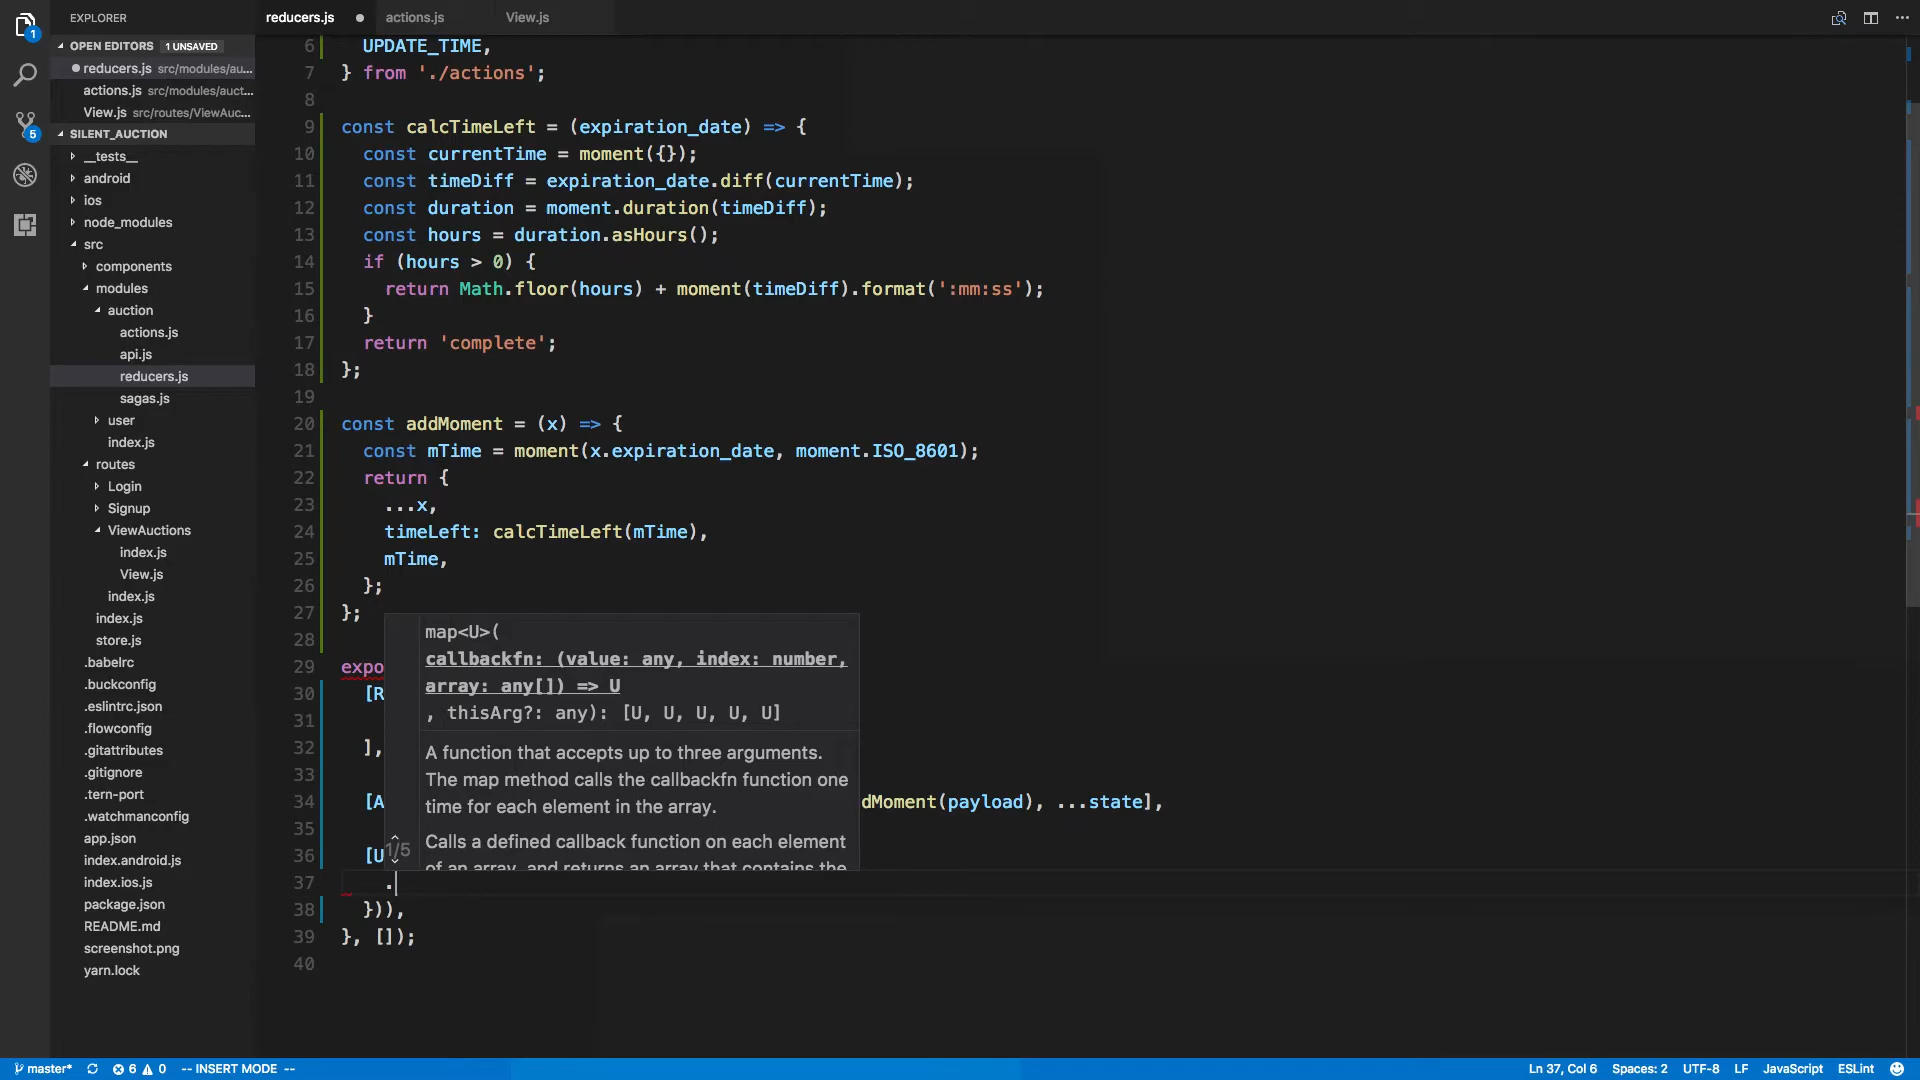 EXPLORER
reducers.js
actions.js
View.js
OPEN EDITORS 1 UNSAVED
reducers.js src/modules/au...
actions.js src/modules/auct...
View.js src/routes/ViewAuc...
SILENT_AUCTION
__tests__
android
ios
node_modules
src
components
modules
auction
actions.js
api.js
reducers.js
sagas.js
user
index.js
routes
Login
Signup
ViewAuctions
index.js
View.js
index.js
index.js
store.js
.babelrc
.buckconfig
.eslintrc.json
.flowconfig
.gitattributes
.gitignore
.tern-port
.watchmanconfig
app.json
index.android.js
index.ios.js
package.json
README.md
screenshot.png
yarn.lock
1
5
6 UPDATE_TIME,
7 } from './actions';
8
9 const calcTimeLeft = (expiration_date) => {
10 const currentTime = moment({});
11 const timeDiff = expiration_date.diff(currentTime);
12 const duration = moment.duration(timeDiff);
13 const hours = duration.asHours();
14 if (hours > 0) {
15 return Math.floor(hours) + moment(timeDiff).format(':mm:ss');
16 }
17 return 'complete';
18 };
19
20 const addMoment = (x) => {
21 const mTime = moment(x.expiration_date, moment.ISO_8601);
22 return {
23 ...x,
24 timeLeft: calcTimeLeft(mTime),
25 mTime,
26 };
27 };
28
29 expo
30 [R
31
32 ],
33
34 [A dMoment(payload), ...state],
35
36 [U
37 .
38 })),
39 }, []);
40
map<U>(
callbackfn: (value: any, index: number,
array: any[]) => U
, thisArg?: any): [U, U, U, U, U]
A function that accepts up to three arguments.
The map method calls the callbackfn function one
time for each element in the array.
1/5
Calls a defined callback function on each element
of an array, and returns an array that contains the
master* 6 0 -- INSERT MODE -- Ln 37, Col 6 Spaces: 2 UTF-8 LF JavaScript ESLint